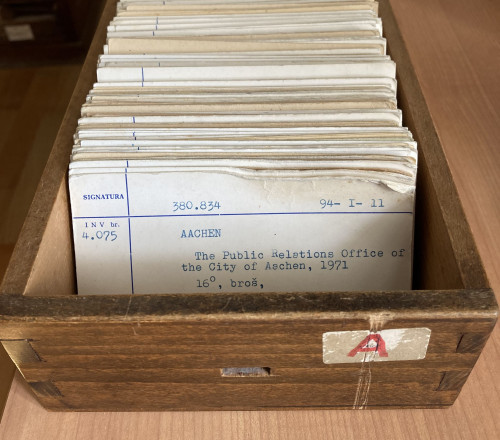 SIGNATURA
380.834 94- I- 11
INV br.
4.075
AACHEN
The Public Relations Office of
the City of Aachen, 1971
16°, broš,
A